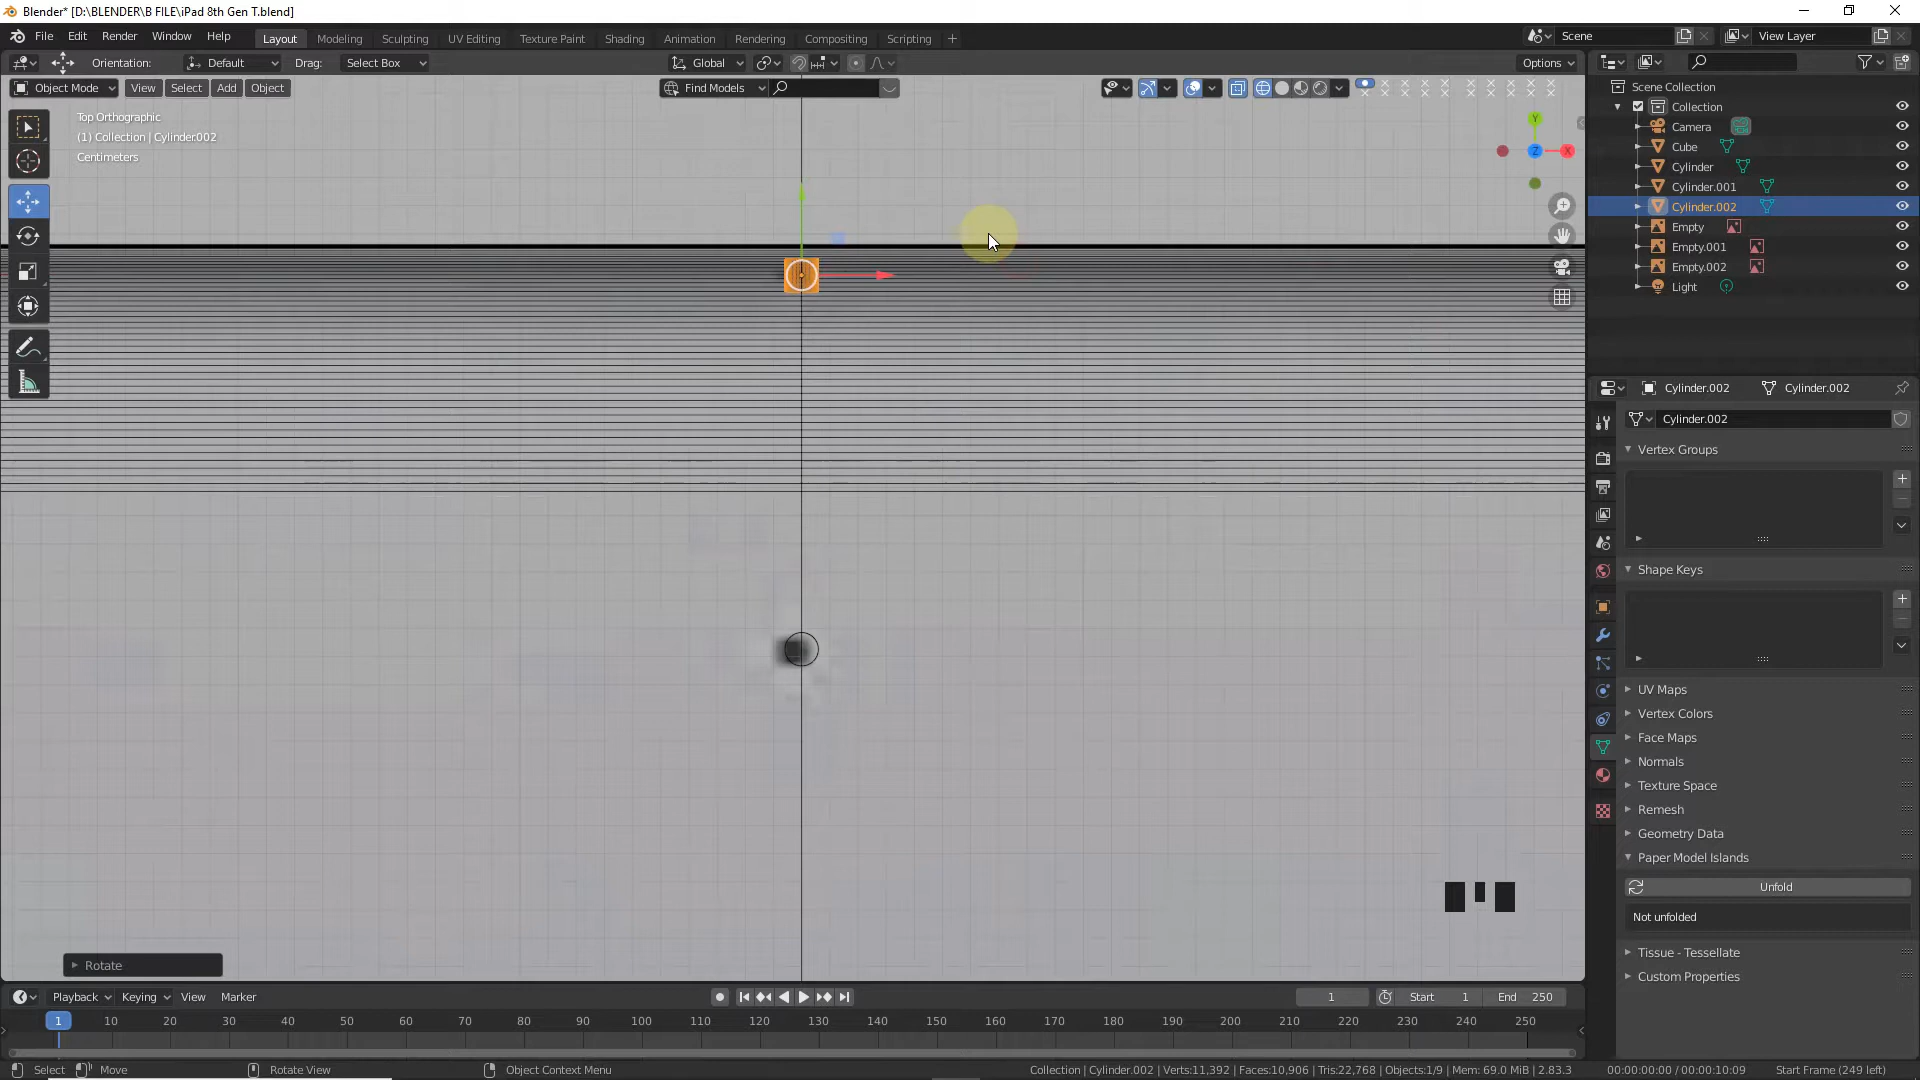 Blender* [D:\BLENDER\B FILE\iPad 8th Gen T.blend]
File Edit Render Window Help Layout Modeling Sculpting UV Editing Texture Paint Shading Animation Rendering Compositing Scripting + Scene View Layer
Orientation: Default Drag: Select Box Global Options
Object Mode View Select Add Object Find Models
Top Orthographic
(1) Collection | Cylinder.002
Centimeters
Y
Z X
Scene Collection
Collection
Camera
Cube
Cylinder
Cylinder.001
Cylinder.002
Empty
Empty.001
Empty.002
Light
Cylinder.002 Cylinder.002
Cylinder.002
Vertex Groups
Shape Keys
UV Maps
Vertex Colors
Face Maps
Normals
Texture Space
Remesh
Geometry Data
Paper Model Islands
Unfold
Not unfolded
Tissue - Tessellate
Custom Properties
Rotate
Playback Keying View Marker 1 Start 1 End 250
1 10 20 30 40 50 60 70 80 90 100 110 120 130 140 150 160 170 180 190 200 210 220 230 240 250
Select Move Rotate View Object Context Menu Collection | Cylinder.002 | Verts:11,392 | Faces:10,906 | Tris:22,768 | Objects:1/9 | Mem: 69.0 MiB | 2.83.3 00:00:00:00 / 00:00:10:09 Start Frame (249 left)